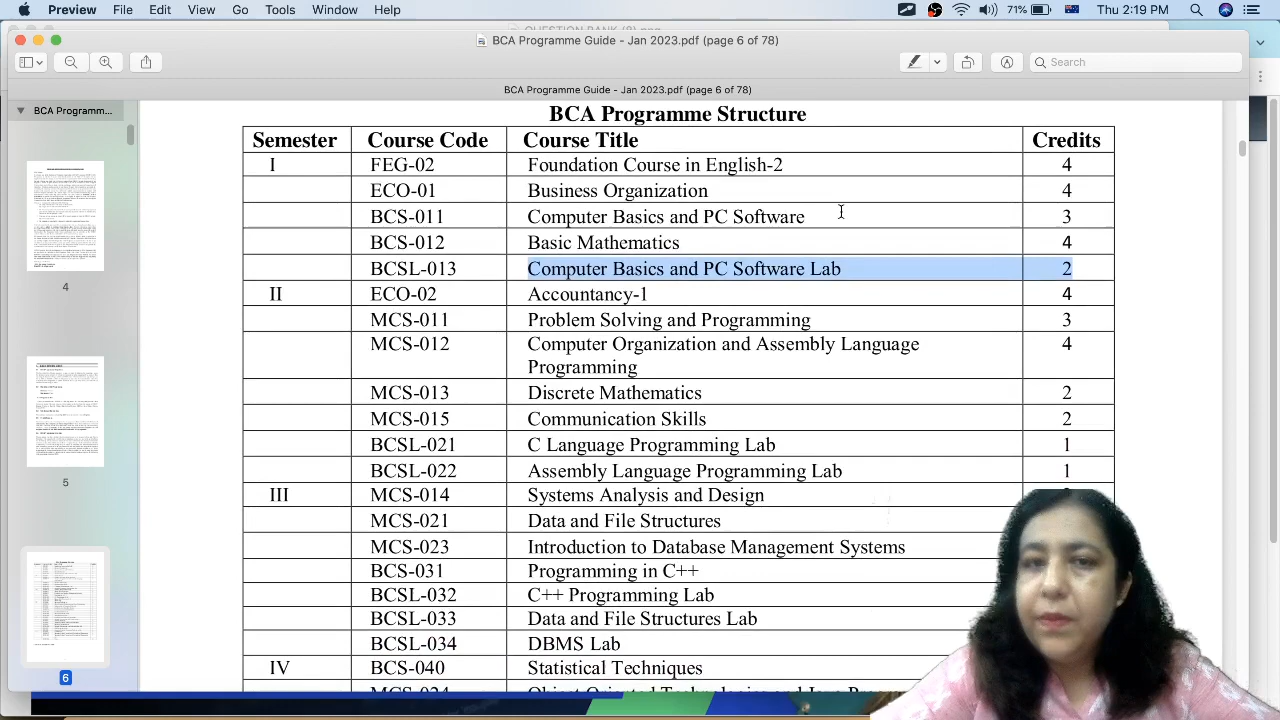 Preview File Edit View Go Tools Window Help 71% Thu 2:19 PM
BCA Programme Guide - Jan 2023.pdf (page 6 of 78)
Search
BCA Programme Guide - Jan 2023.pdf (page 6 of 78)
BCA Programm...
4
5
6
BCA Programme Structure
Semester Course Code Course Title Credits
I FEG-02 Foundation Course in English-2 4
ECO-01 Business Organization 4
BCS-011 Computer Basics and PC Software 3
BCS-012 Basic Mathematics 4
BCSL-013 Computer Basics and PC Software Lab 2
II ECO-02 Accountancy-1 4
MCS-011 Problem Solving and Programming 3
MCS-012 Computer Organization and Assembly Language 4
Programming
MCS-013 Discrete Mathematics 2
MCS-015 Communication Skills 2
BCSL-021 C Language Programming Lab 1
BCSL-022 Assembly Language Programming Lab 1
III MCS-014 Systems Analysis and Design
MCS-021 Data and File Structures
MCS-023 Introduction to Database Management Systems
BCS-031 Programming in C++
BCSL-032 C++ Programming Lab
BCSL-033 Data and File Structures Lab
BCSL-034 DBMS Lab
IV BCS-040 Statistical Techniques